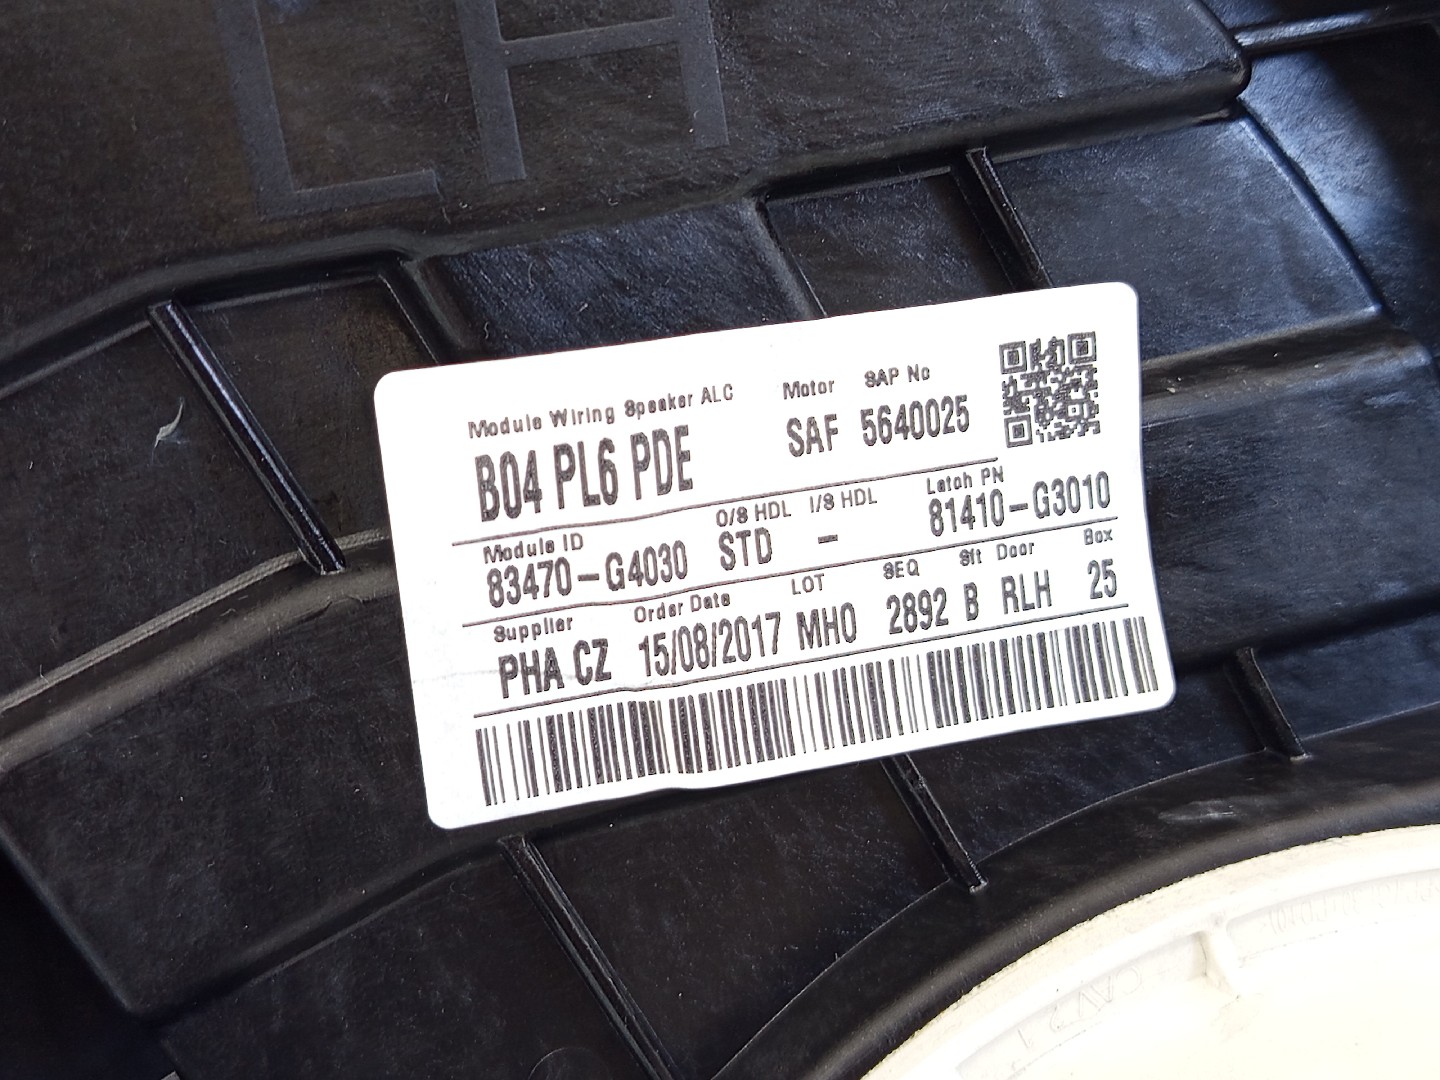 LH
Module Wiring Speaker ALC Motor SAP No
B04 PL6 PDE SAF 5640025
Module ID O/S HDL I/S HDL Latch PN
83470-G4030 STD - 81410-G3010
Supplier Order Date LOT SEQ Sft Door Box
PHA CZ 15/08/2017 MH0 2892 B RLH 25